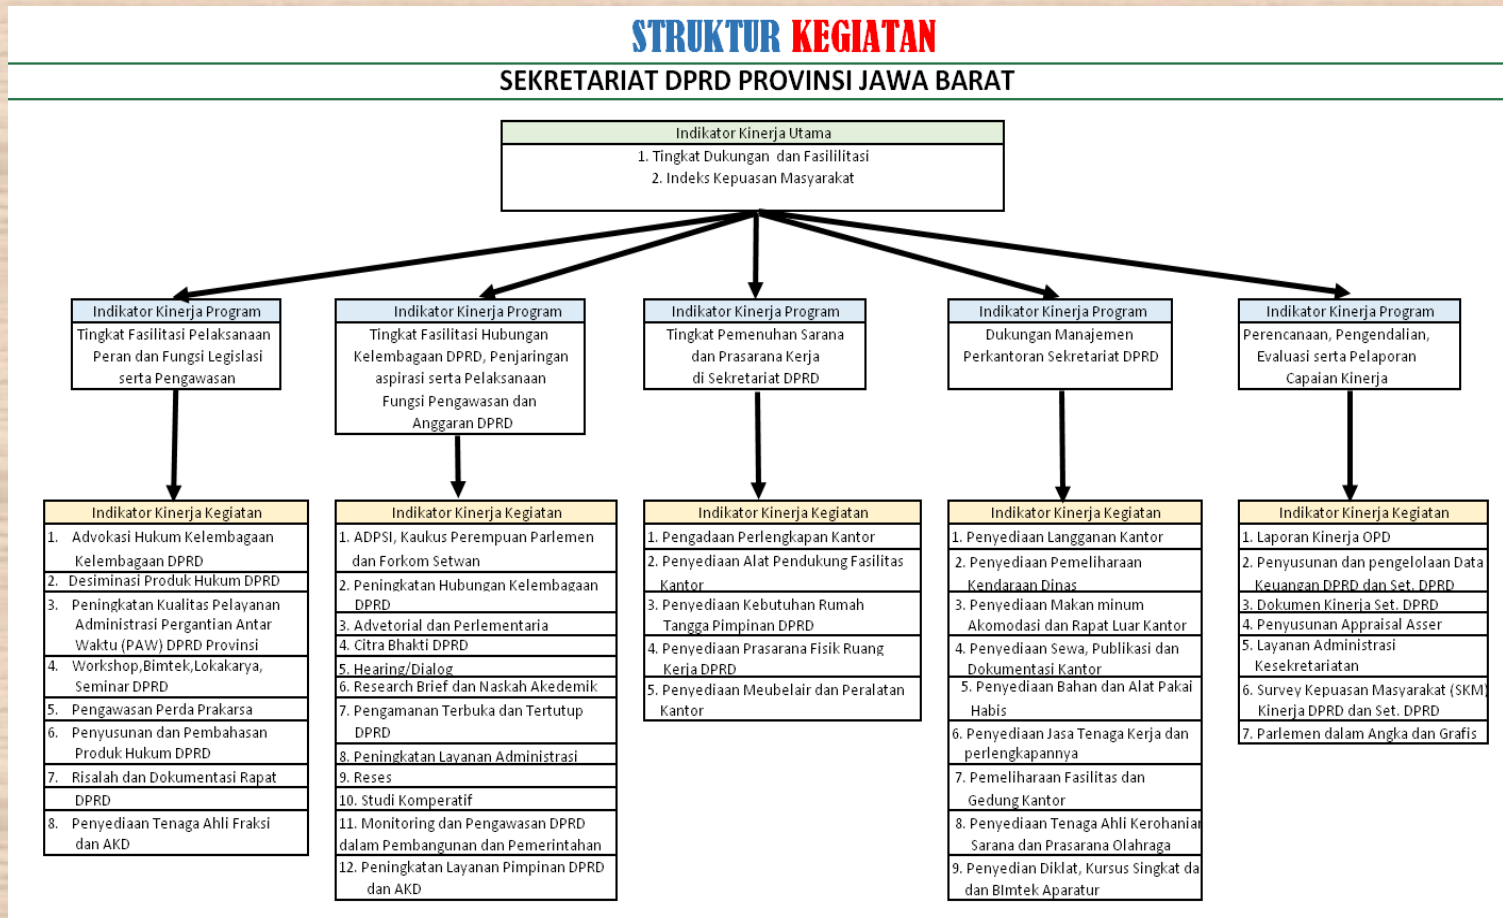 STRUKTUR KEGIATAN
SEKRETARIAT DPRD PROVINSI JAWA BARAT
Indikator Kinerja Utama
1. Tingkat Dukungan dan Fasililitasi
2. Indeks Kepuasan Masyarakat
Indikator Kinerja Program
Tingkat Fasilitasi Pelaksanaan
Peran dan Fungsi Legislasi
serta Pengawasan
Indikator Kinerja Program
Tingkat Fasilitasi Hubungan
Kelembagaan DPRD, Penjaringan
aspirasi serta Pelaksanaan
Fungsi Pengawasan dan
Anggaran DPRD
Indikator Kinerja Program
Tingkat Pemenuhan Sarana
dan Prasarana Kerja
di Sekretariat DPRD
Indikator Kinerja Program
Dukungan Manajemen
Perkantoran Sekretariat DPRD
Indikator Kinerja Program
Perencanaan, Pengendalian,
Evaluasi serta Pelaporan
Capaian Kinerja
Indikator Kinerja Kegiatan
1. Advokasi Hukum Kelembagaan
Kelembagaan DPRD
2. Desiminasi Produk Hukum DPRD
3. Peningkatan Kualitas Pelayanan
Administrasi Pergantian Antar
Waktu (PAW) DPRD Provinsi
4. Workshop,Bimtek,Lokakarya,
Seminar DPRD
5. Pengawasan Perda Prakarsa
6. Penyusunan dan Pembahasan
Produk Hukum DPRD
7. Risalah dan Dokumentasi Rapat
DPRD
8. Penyediaan Tenaga Ahli Fraksi
dan AKD
Indikator Kinerja Kegiatan
1. ADPSI, Kaukus Perempuan Parlemen
dan Forkom Setwan
2. Peningkatan Hubungan Kelembagaan
DPRD
3. Advetorial dan Perlementaria
4. Citra Bhakti DPRD
5. Hearing/Dialog
6. Research Brief dan Naskah Akedemik
7. Pengamanan Terbuka dan Tertutup
DPRD
8. Peningkatan Layanan Administrasi
9. Reses
10. Studi Komperatif
11. Monitoring dan Pengawasan DPRD
dalam Pembangunan dan Pemerintahan
12. Peningkatan Layanan Pimpinan DPRD
dan AKD
Indikator Kinerja Kegiatan
1. Pengadaan Perlengkapan Kantor
2. Penyediaan Alat Pendukung Fasilitas
Kantor
3. Penyediaan Kebutuhan Rumah
Tangga Pimpinan DPRD
4. Penyediaan Prasarana Fisik Ruang
Kerja DPRD
5. Penyediaan Meubelair dan Peralatan
Kantor
Indikator Kinerja Kegiatan
1. Penyediaan Langganan Kantor
2. Penyediaan Pemeliharaan
Kendaraan Dinas
3. Penyediaan Makan minum
Akomodasi dan Rapat Luar Kantor
4. Penyediaan Sewa, Publikasi dan
Dokumentasi Kantor
5. Penyediaan Bahan dan Alat Pakai
Habis
6. Penyediaan Jasa Tenaga Kerja dan
perlengkapannya
7. Pemeliharaan Fasilitas dan
Gedung Kantor
8. Penyediaan Tenaga Ahli Kerohanian
Sarana dan Prasarana Olahraga
9. Penyedian Diklat, Kursus Singkat da
dan BImtek Aparatur
Indikator Kinerja Kegiatan
1. Laporan Kinerja OPD
2. Penyusunan dan pengelolaan Data
Keuangan DPRD dan Set. DPRD
3. Dokumen Kinerja Set. DPRD
4. Penyusunan Appraisal Asser
5. Layanan Administrasi
Kesekretariatan
6. Survey Kepuasan Masyarakat (SKM)
Kinerja DPRD dan Set. DPRD
7. Parlemen dalam Angka dan Grafis